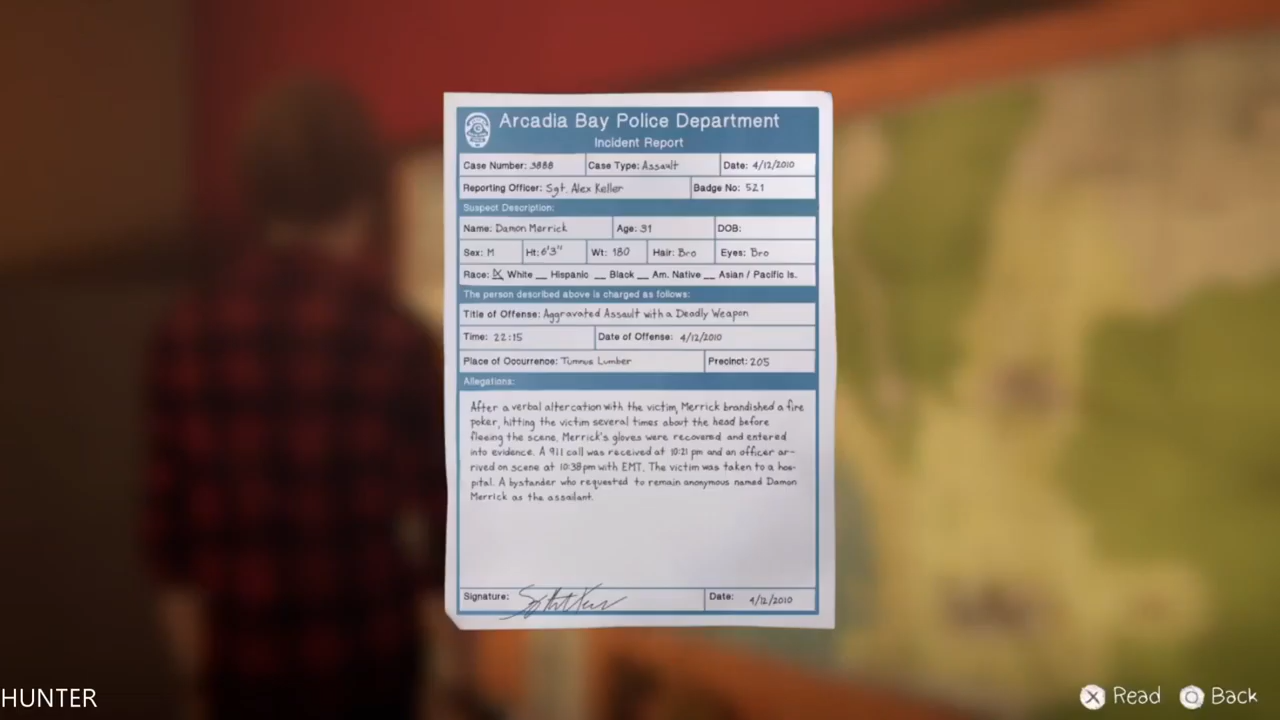 Arcadia Bay Police Department
Incident Report
Case Number: 3888 Case Type: Assault Date: 4/12/2010
Reporting Officer: Sgt. Alex Keller Badge No: 521
Suspect Description:
Name: Damon Merrick Age: 31 DOB:
Sex: M Ht: 6'3" Wt: 180 Hair: Bro Eyes: Bro
Race: X White __ Hispanic __ Black __ Am. Native __ Asian / Pacific Is.
The person described above is charged as follows:
Title of Offense: Aggravated Assault with a Deadly Weapon
Time: 22:15 Date of Offense: 4/12/2010
Place of Occurrence: Tumnus Lumber Precinct: 205
Allegations:
After a verbal altercation with the victim, Merrick brandished a fire
poker, hitting the victim several times about the head before
fleeing the scene. Merrick's gloves were recovered and entered
into evidence. A 911 call was received at 10:21 pm and an officer ar-
rived on scene at 10:38pm with EMT. The victim was taken to a hos-
pital. A bystander who requested to remain anonymous named Damon
Merrick as the assailant.
Signature: Date: 4/12/2010
HUNTER
Read Back